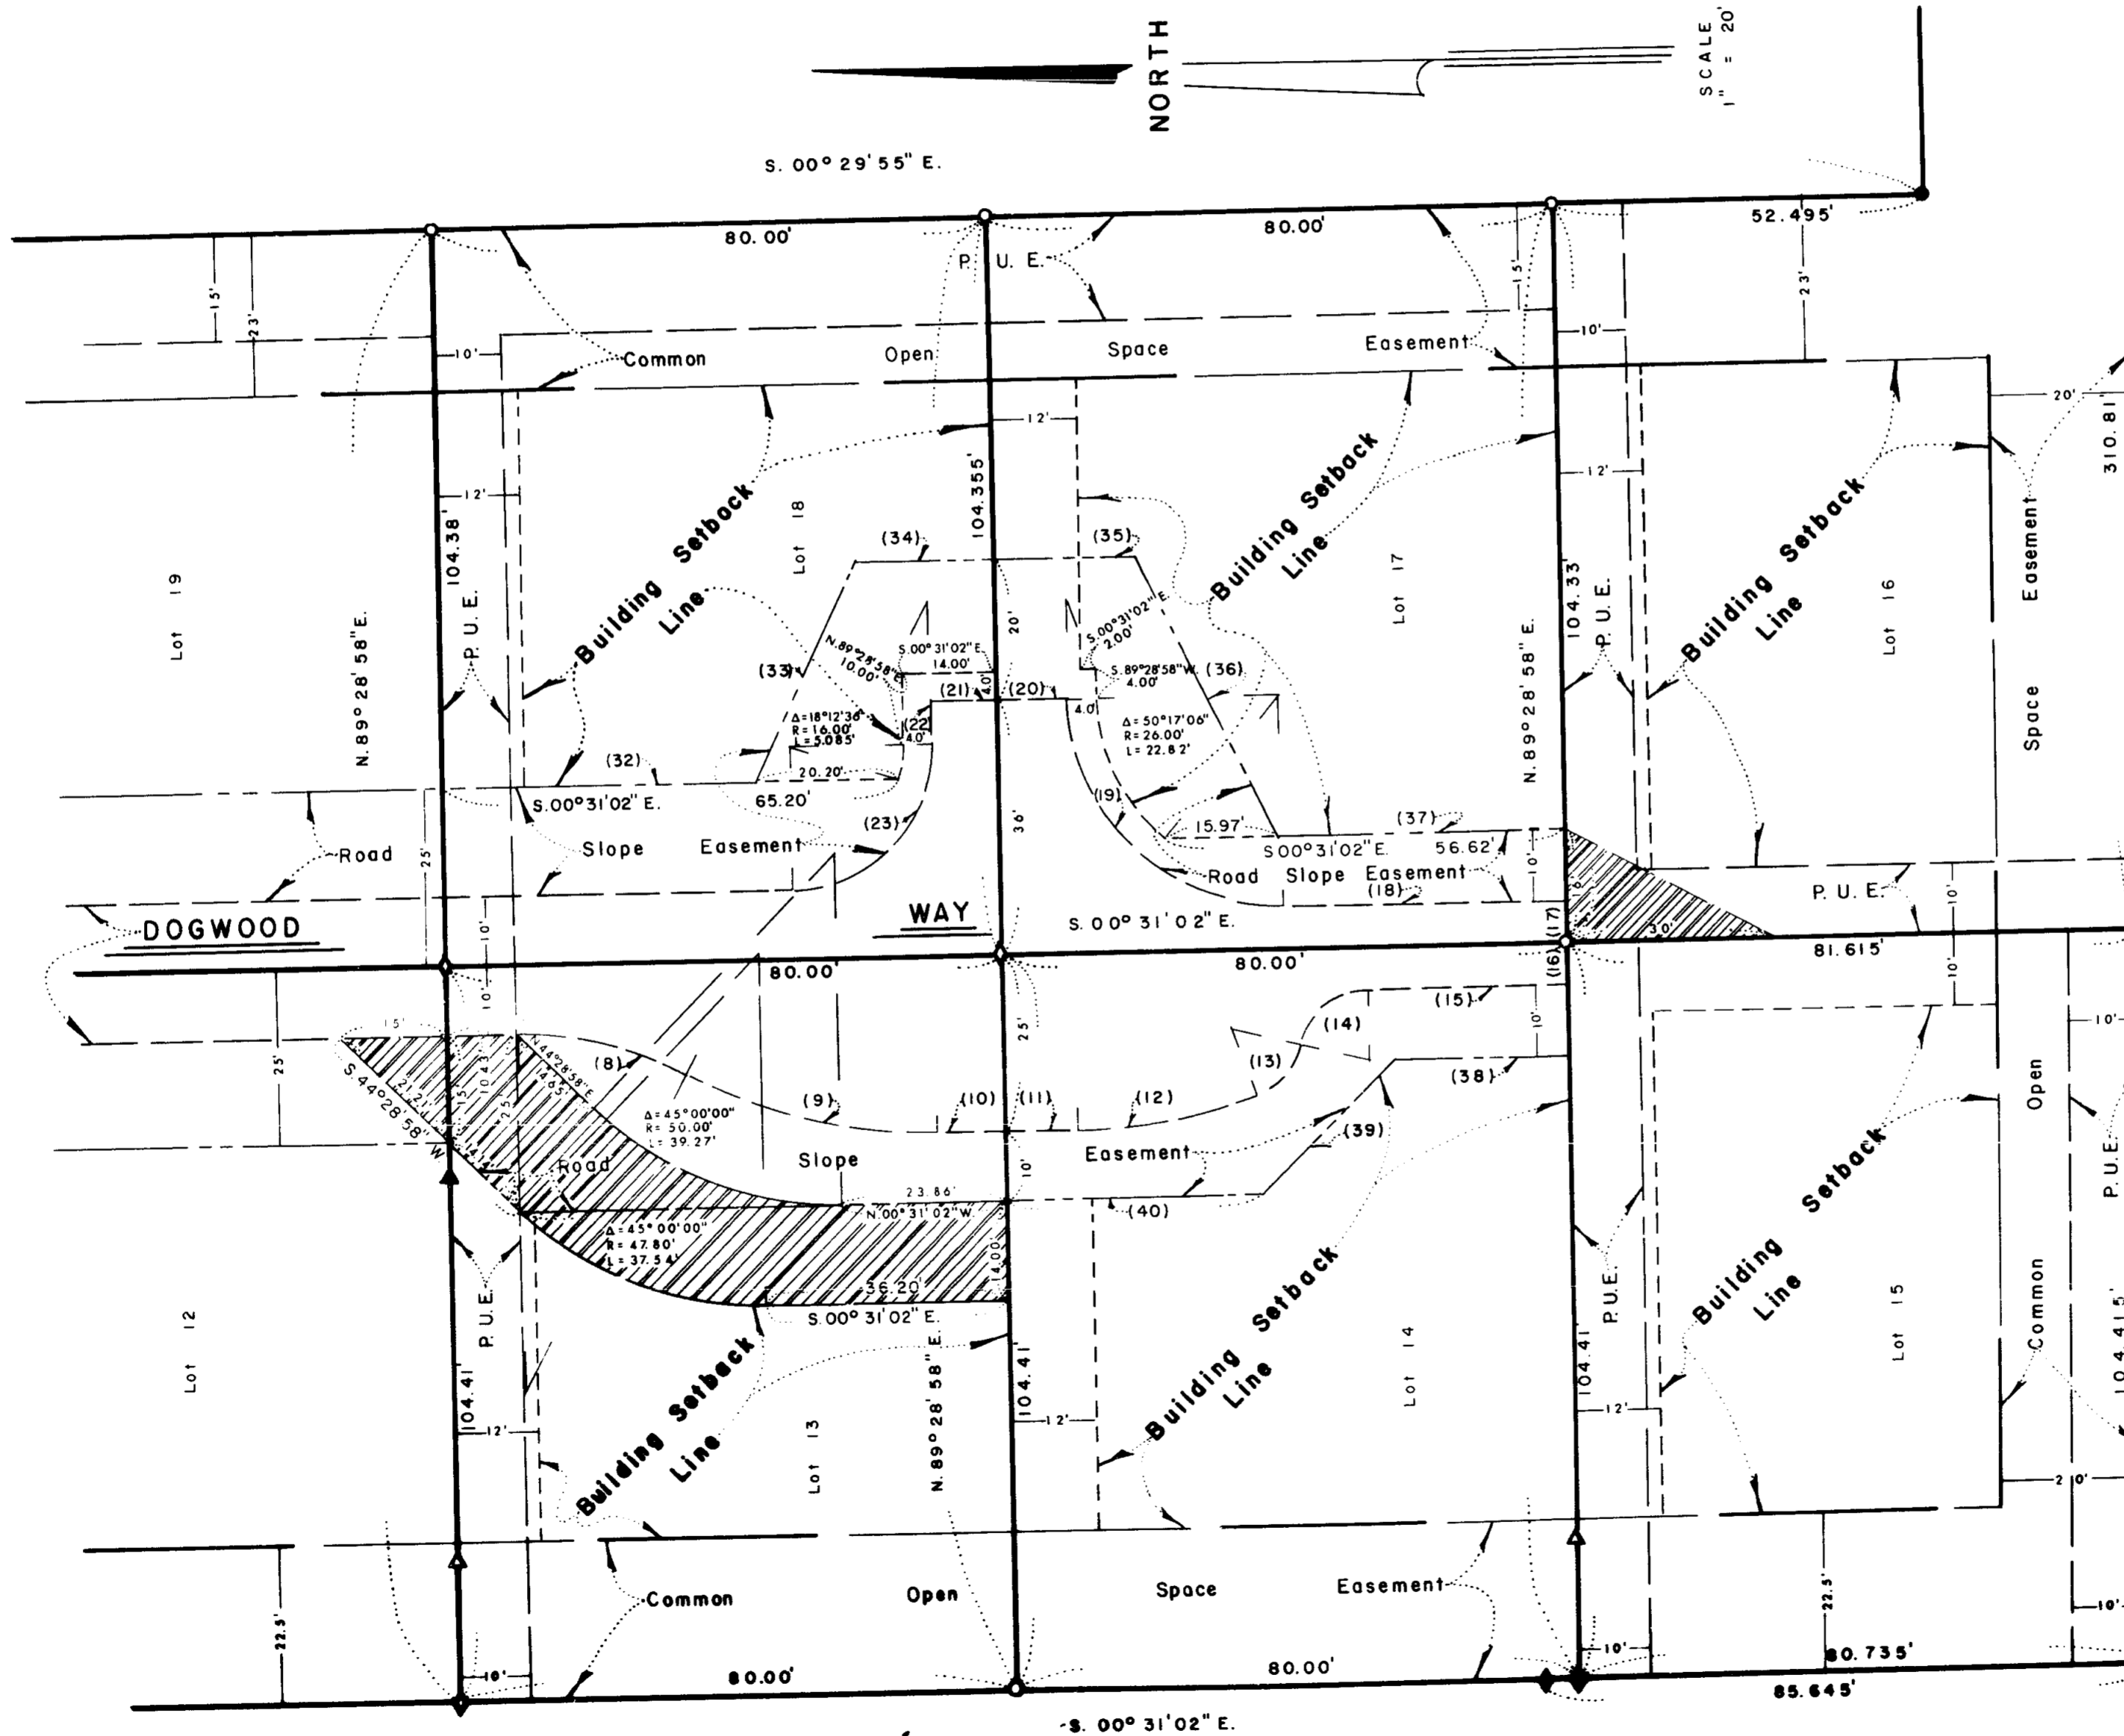 NORTH
SCALE
1" = 20'
S. 00° 29' 55" E.
80.00'
80.00'
52.495'
P. U. E.
15'
23'
15'
23'
10'
10'
Common Open Space Easement
20'
310.81'
12'
12'
12'
Building Setback
Line
Building Setback
Line
Building Setback
Line
Lot 19
Lot 18
Lot 17
Lot 16
Easement
Space
104.38'
104.355'
104.33'
N. 89° 28' 58" E.
P. U. E.
N. 89° 28' 58" E.
P. U. E.
(34)
(35)
20'
S. 00° 31' 02" E.
2.00'
N. 89° 28' 58" E.
10.00'
S. 00° 31' 02" E.
14.00'
S. 89° 28' 58" W.
4.00'
(36)
(33)
(21)
4.0'
(20)
4.0'
Δ = 18° 12' 36"
R = 16.00'
L = 5.085'
(22)
4.0'
Δ = 50° 17' 06"
R = 26.00'
L = 22.82'
(32)
20.20'
S. 00° 31' 02" E.
65.20'
(19)
15.97'
(37)
(23)
36'
S 00° 31' 02" E.
56.62'
10'
Road Slope Easement
25'
Road Slope Easement
(18)
16'
P. U. E.
10'
DOGWOOD
WAY
S. 00° 31' 02" E.
(17)
30'
10'
80.00'
80.00'
(16)
81.615'
10'
10'
(15)
10'
(14)
10'
15'
25'
25'
N 44° 28' 58" E
14.65'
(8)
(13)
(38)
S. 44° 28' 58" W
21.21'
15'
10.43'
25'
14.14'
Δ = 45° 00' 00"
R = 50.00'
L = 39.27'
(9)
(10)
(11)
(12)
(39)
Road Slope Easement
10'
23.86'
N. 00° 31' 02" W.
(40)
Δ = 45° 00' 00"
R = 47.80'
L = 37.54'
14.00'
36.20'
S. 00° 31' 02" E.
Open
P. U. E.
Common
P. U. E.
P. U. E.
Building Setback
Line
Building Setback
Line
Building Setback
Line
Lot 12
Lot 13
Lot 14
Lot 15
104.41'
N. 89° 28' 58" E.
104.41'
104.41'
104.415'
12'
12'
12'
20'
Common Open Space Easement
22.5'
22.5'
10'
10'
10'
80.00'
80.00'
80.735'
85.645'
S. 00° 31' 02" E.